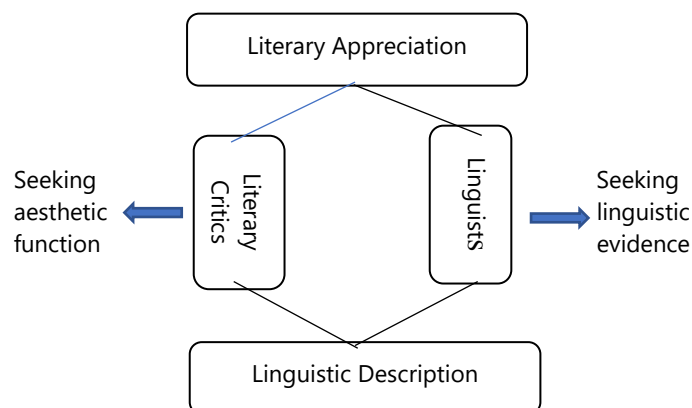 Literary Appreciation
Seeking
aesthetic
function
Literary
Critics
Linguists
Seeking
linguistic
evidence
Linguistic Description